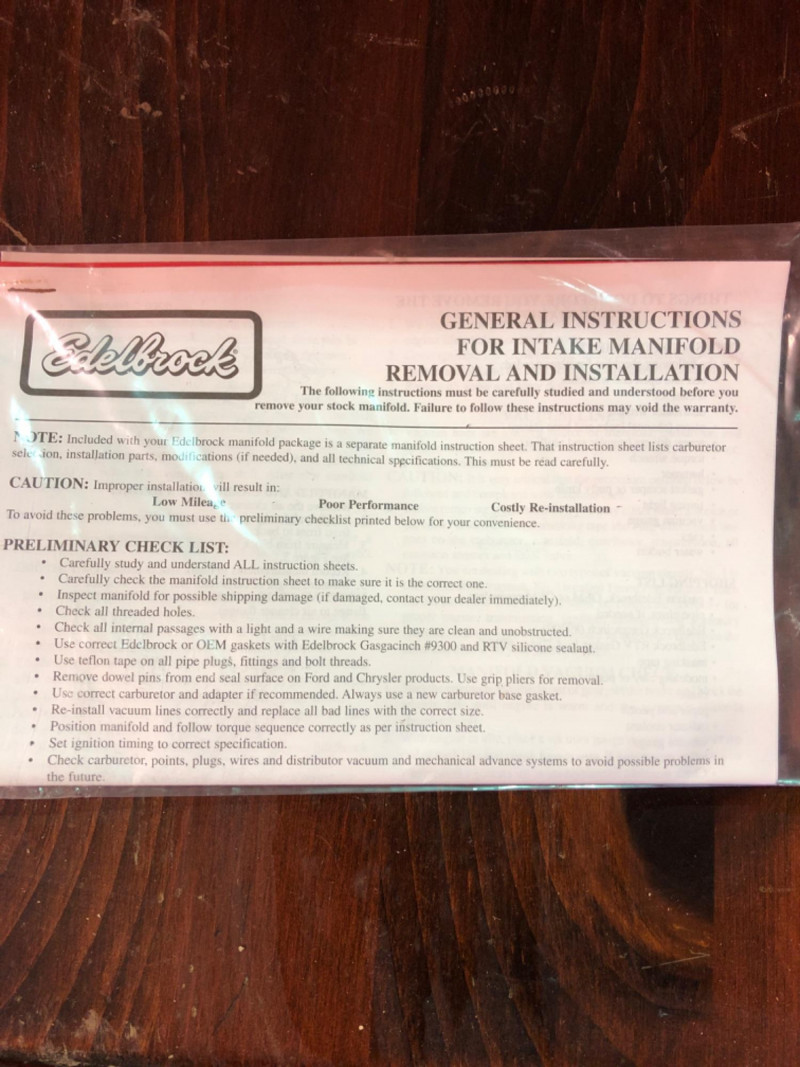 Edelbrock
GENERAL INSTRUCTIONS
FOR INTAKE MANIFOLD
REMOVAL AND INSTALLATION
The following instructions must be carefully studied and understood before you
remove your stock manifold. Failure to follow these instructions may void the warranty.
NOTE: Included with your Edelbrock manifold package is a separate manifold instruction sheet. That instruction sheet lists carburetor
selection, installation parts, modifications (if needed), and all technical specifications. This must be read carefully.
CAUTION: Improper installation will result in:
Low Mileage Poor Performance Costly Re-installation
To avoid these problems, you must use the preliminary checklist printed below for your convenience.
PRELIMINARY CHECK LIST:
• Carefully study and understand ALL instruction sheets.
• Carefully check the manifold instruction sheet to make sure it is the correct one.
• Inspect manifold for possible shipping damage (if damaged, contact your dealer immediately).
• Check all threaded holes.
• Check all internal passages with a light and a wire making sure they are clean and unobstructed.
• Use correct Edelbrock or OEM gaskets with Edelbrock Gasgacinch #9300 and RTV silicone sealant.
• Use teflon tape on all pipe plugs, fittings and bolt threads.
• Remove dowel pins from end seal surface on Ford and Chrysler products. Use grip pliers for removal.
• Use correct carburetor and adapter if recommended. Always use a new carburetor base gasket.
• Re-install vacuum lines correctly and replace all bad lines with the correct size.
• Position manifold and follow torque sequence correctly as per instruction sheet.
• Set ignition timing to correct specification.
• Check carburetor, points, plugs, wires and distributor vacuum and mechanical advance systems to avoid possible problems in
the future.